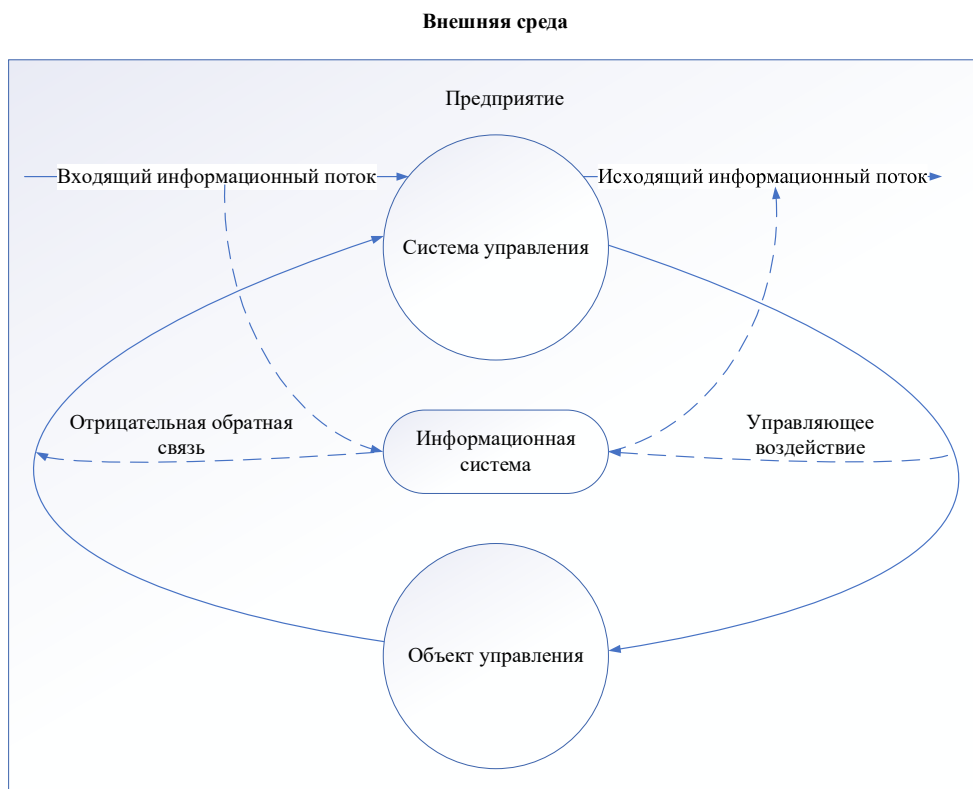 Внешняя среда
Предприятие
Входящий информационный поток
Исходящий информационный поток
Система управления
Отрицательная обратная
связь
Информационная
система
Управляющее
воздействие
Объект управления